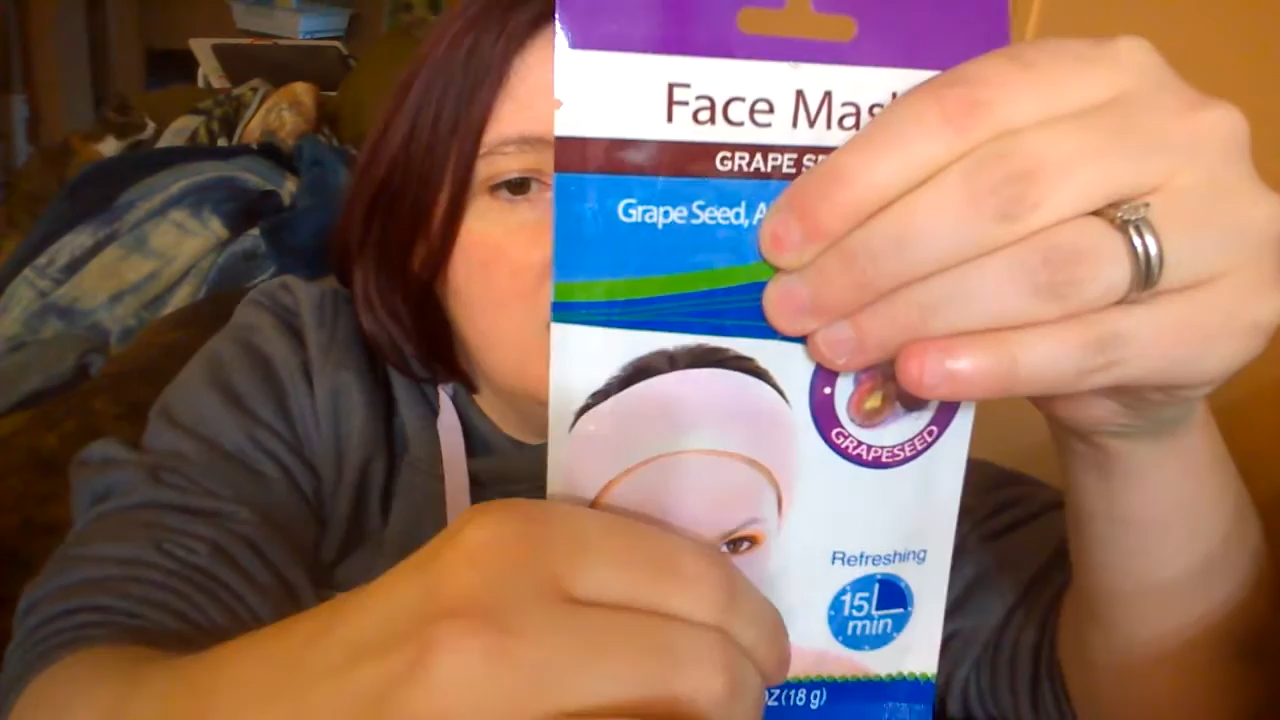 Face Mas
GRAPE SE
Grape Seed, A
GRAPESEED
Refreshing
15
min
OZ (18 g)